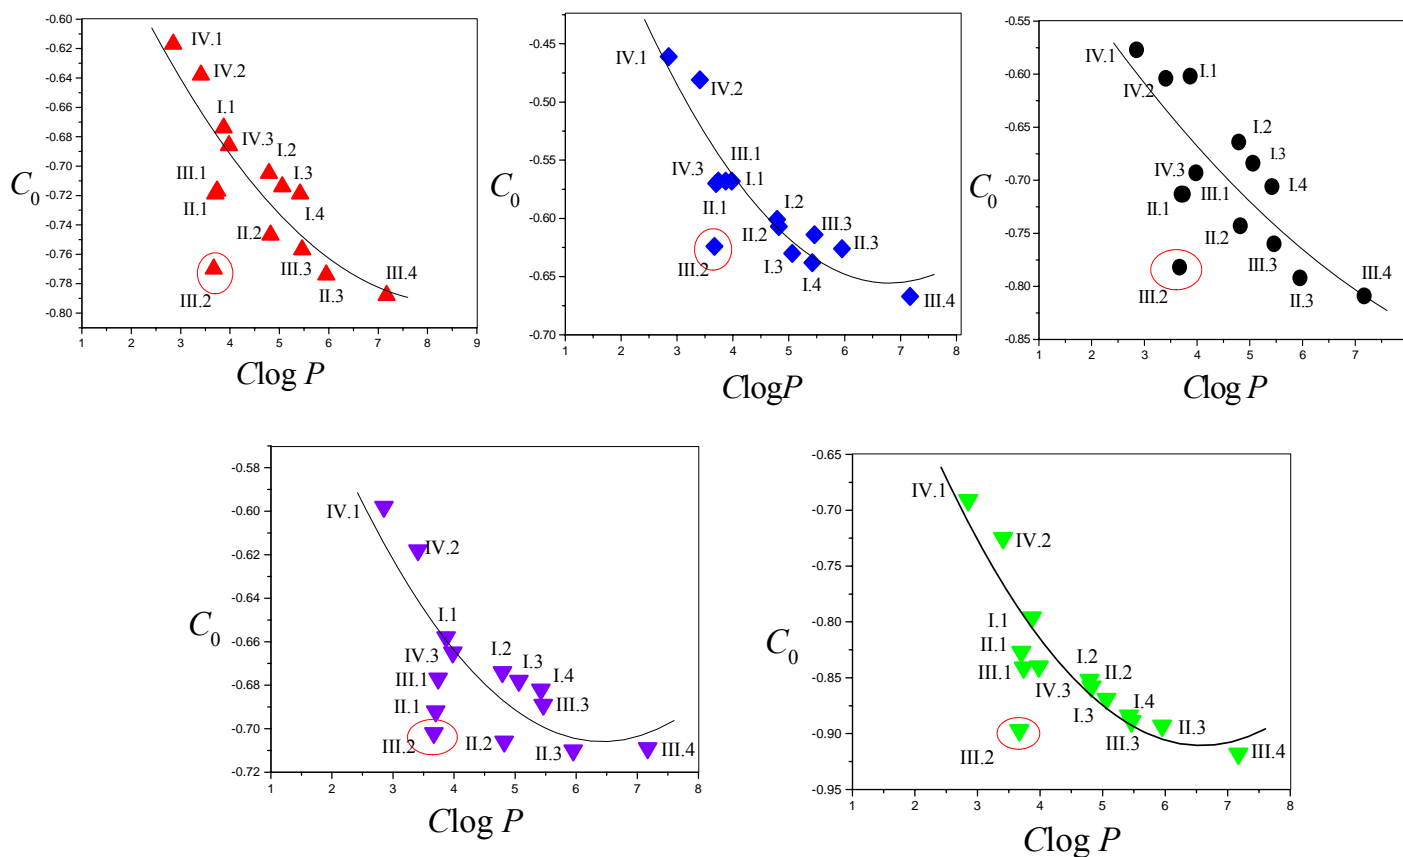 -0.60
-0.62
-0.64
-0.66
-0.68
-0.70
-0.72
-0.74
-0.76
-0.78
-0.80
C0
IV.1
IV.2
I.1
IV.3
I.2
I.3
III.1
II.1
I.4
II.2
III.3
III.2
II.3
III.4
1 2 3 4 5 6 7 8 9
Clog P
-0.45
-0.50
-0.55
-0.60
-0.65
-0.70
C0
IV.1
IV.2
IV.3
III.1
I.1
II.1
I.2
II.2
III.3
II.3
III.2
I.3
I.4
III.4
1 2 3 4 5 6 7 8
ClogP
-0.55
-0.60
-0.65
-0.70
-0.75
-0.80
-0.85
C0
IV.1
IV.2
I.1
I.2
I.3
IV.3
I.4
II.1
III.1
II.2
III.3
III.2
II.3
III.4
1 2 3 4 5 6 7
Clog P
-0.58
-0.60
-0.62
-0.64
-0.66
-0.68
-0.70
-0.72
C0
IV.1
IV.2
I.1
IV.3
I.2
I.3
I.4
III.1
III.3
II.1
III.2
II.2
II.3
III.4
1 2 3 4 5 6 7 8
Clog P
-0.65
-0.70
-0.75
-0.80
-0.85
-0.90
-0.95
C0
IV.1
IV.2
I.1
II.1
III.1
IV.3
I.2
II.2
I.3
I.4
III.3
II.3
III.2
III.4
1 2 3 4 5 6 7 8
Clog P